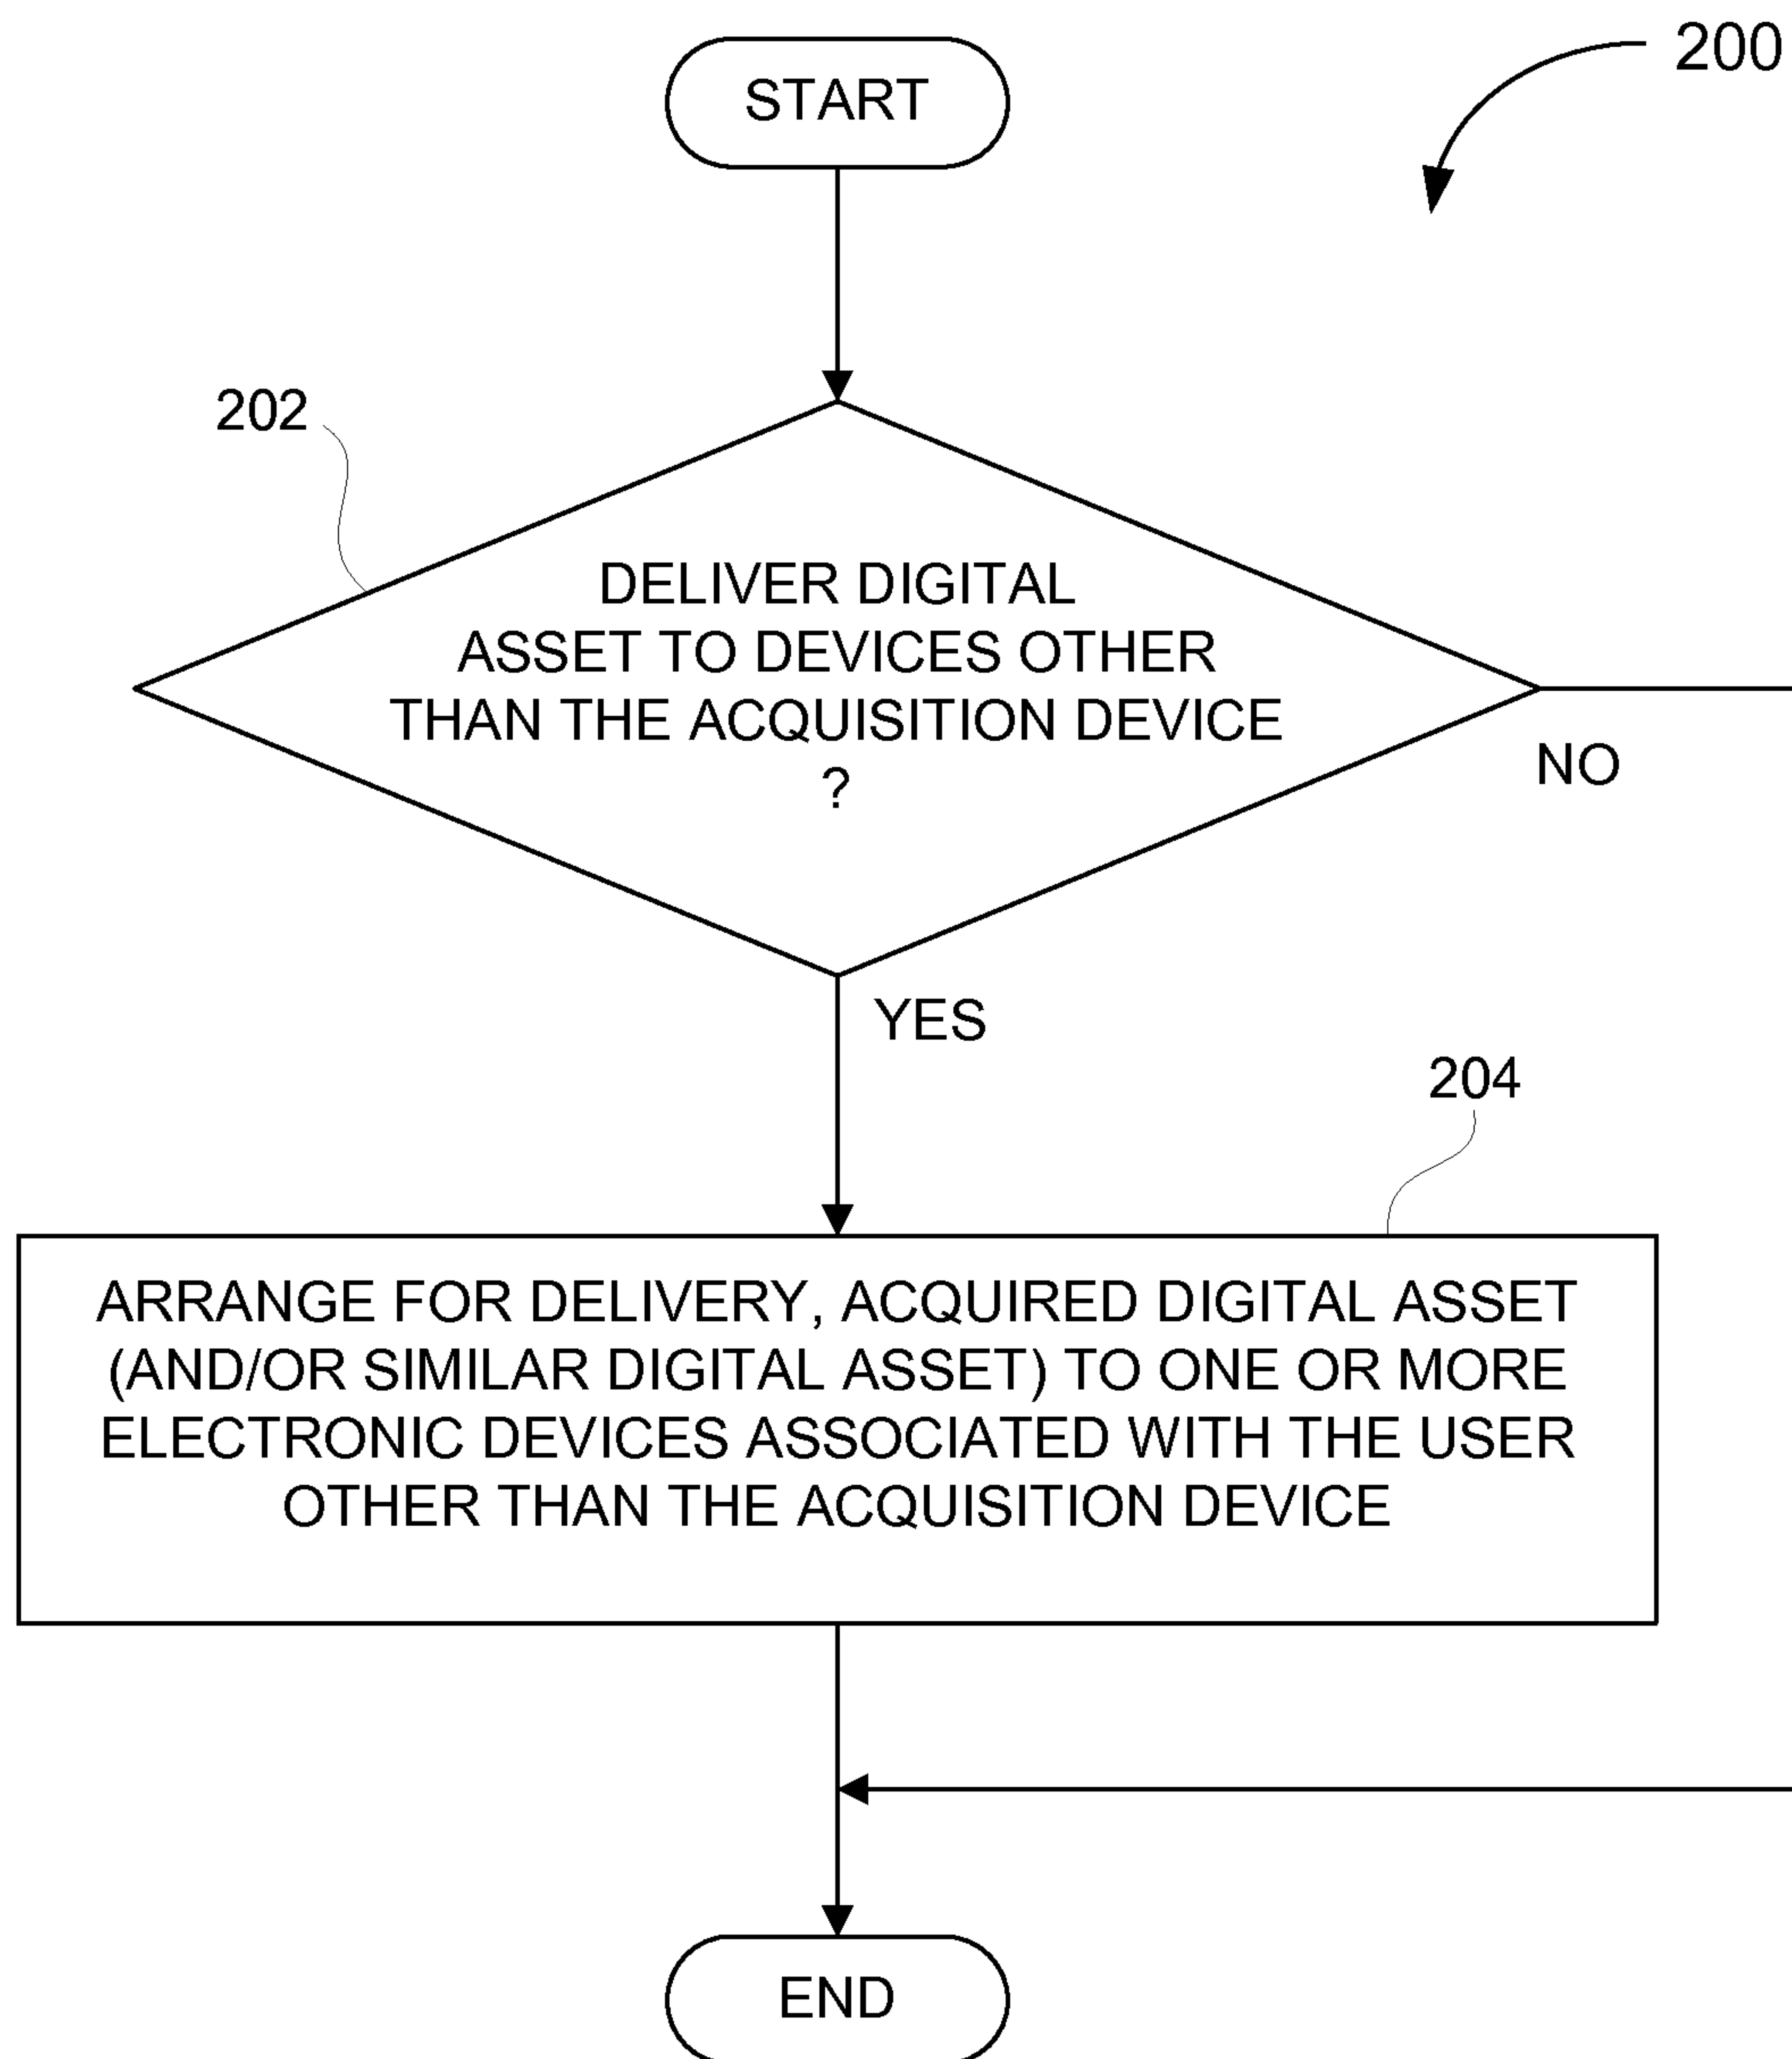 200
START
202
DELIVER DIGITAL
ASSET TO DEVICES OTHER
THAN THE ACQUISITION DEVICE
?
NO
YES
204
ARRANGE FOR DELIVERY, ACQUIRED DIGITAL ASSET
(AND/OR SIMILAR DIGITAL ASSET) TO ONE OR MORE
ELECTRONIC DEVICES ASSOCIATED WITH THE USER
OTHER THAN THE ACQUISITION DEVICE
END